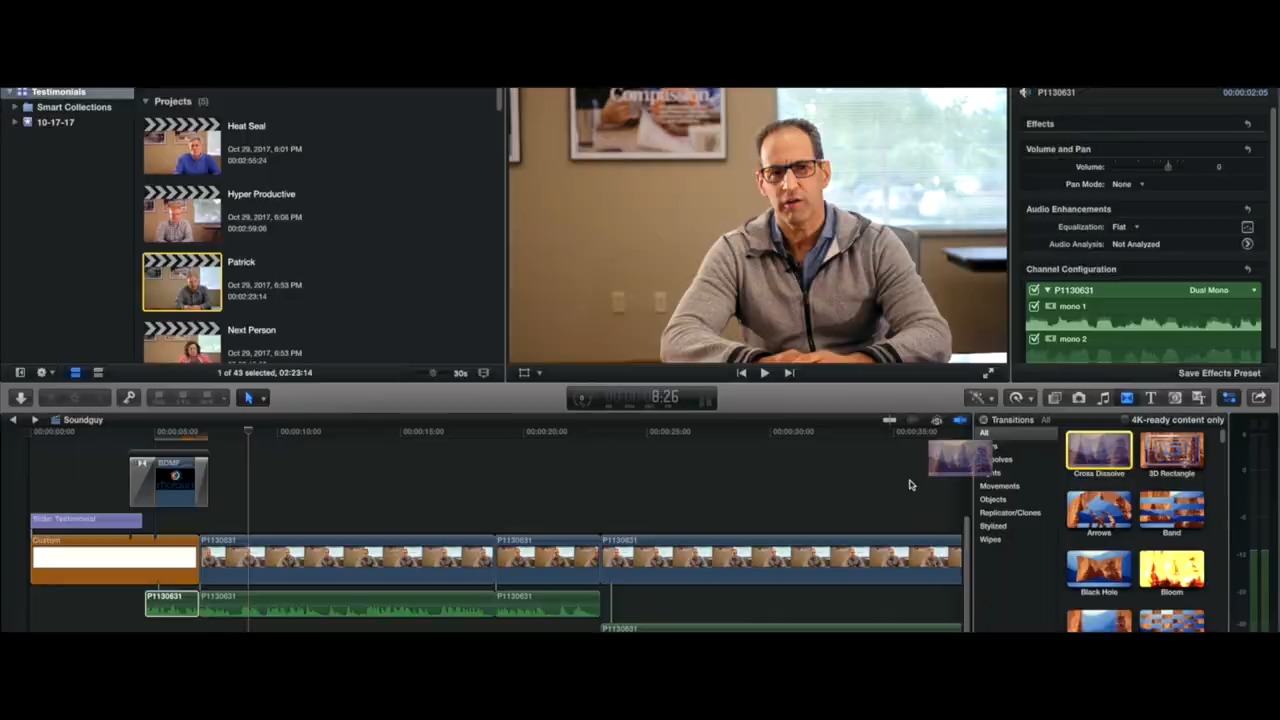 Testimonials
Smart Collections
10-17-17
Projects (5)
Heat Seal
Oct 29, 2017, 6:01 PM
00:02:55:24
Hyper Productive
Oct 29, 2017, 6:06 PM
00:02:59:06
Patrick
Oct 29, 2017, 6:53 PM
00:02:23:14
Next Person
Oct 29, 2017, 6:53 PM
1 of 43 selected, 02:23:14
30s
Compassion
P1130631
00:00:02:05
Effects
Volume and Pan
Volume:
0
Pan Mode: None
Audio Enhancements
Equalization: Flat
Audio Analysis: Not Analyzed
Channel Configuration
P1130631
Dual Mono
mono 1
mono 2
Save Effects Preset
8:26
Soundguy
00:00:00:00
00:00:05:00
00:00:10:00
00:00:15:00
00:00:20:00
00:00:25:00
00:00:30:00
00:00:35:00
BDMF
Testimonial
Custom
P1130631
P1130631
P1130631
P1130631
P1130631
P1130631
P1130631
Transitions All
4K-ready content only
All
Movements
Objects
Replicator/Clones
Stylized
Wipes
Cross Dissolve
3D Rectangle
Arrows
Band
Black Hole
Bloom